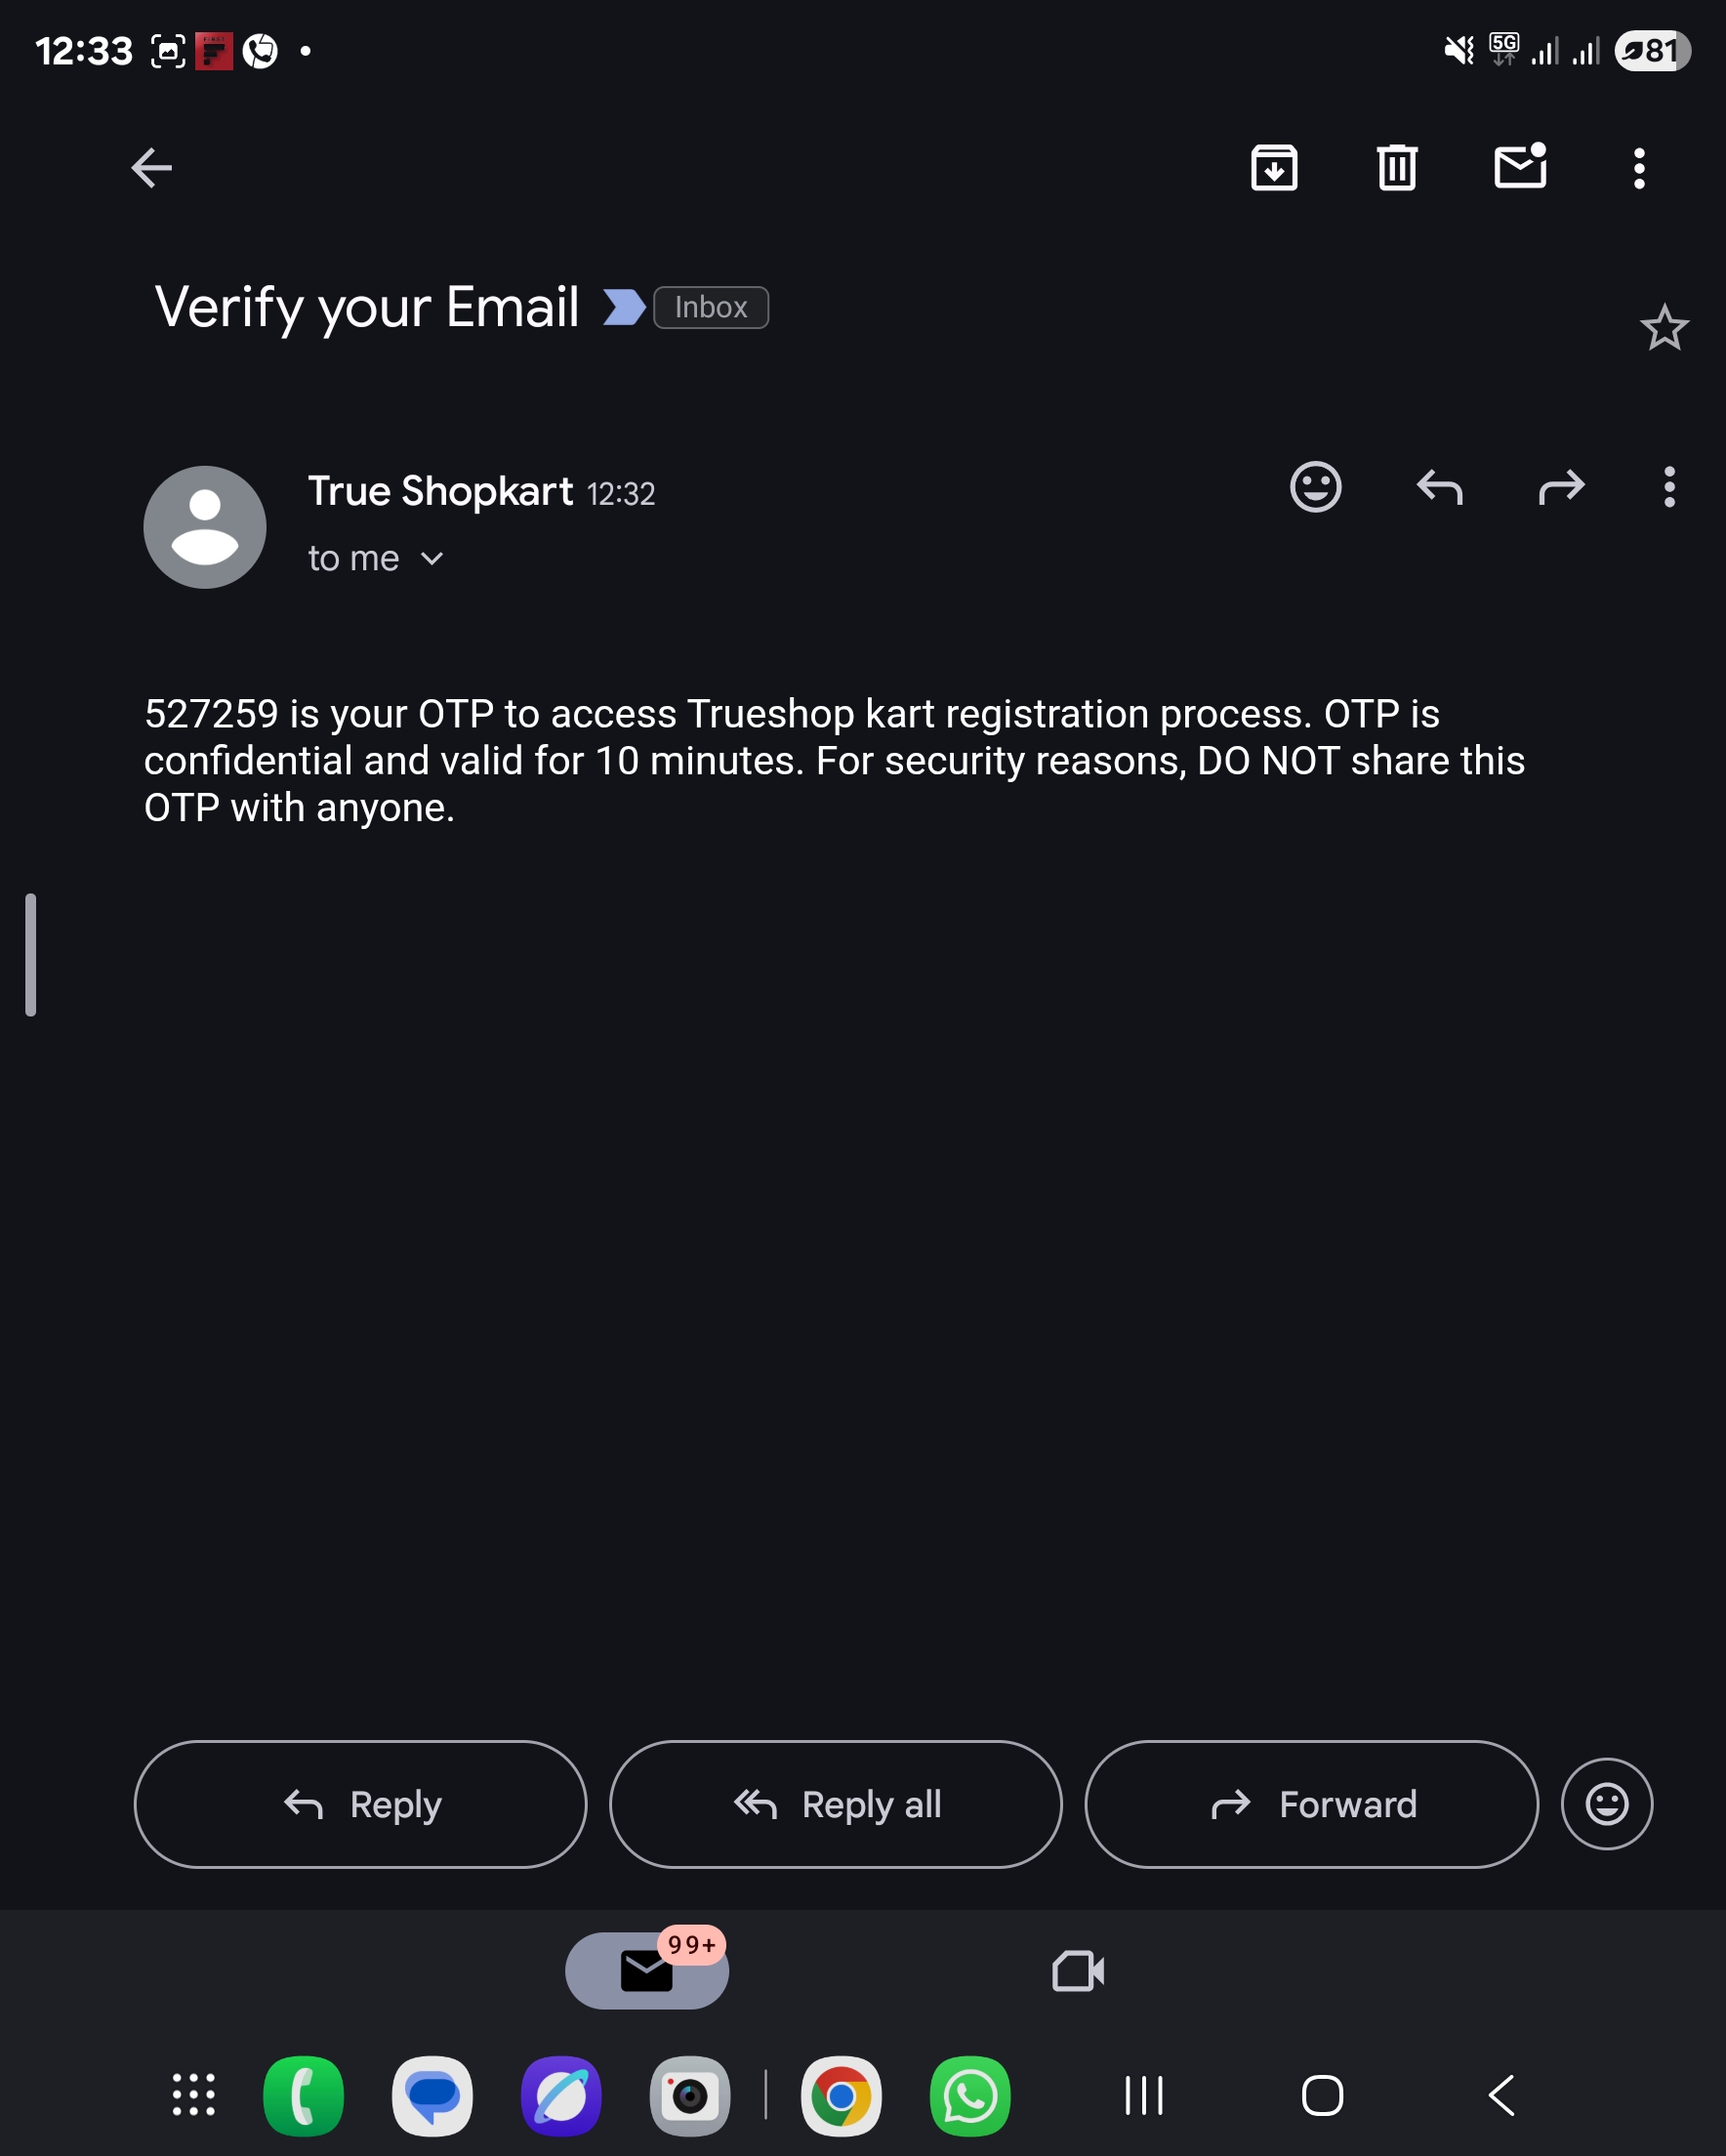 12:33
5G
81
Verify your Email
Inbox
True Shopkart 12:32
to me
527259 is your OTP to access Trueshop kart registration process. OTP is
confidential and valid for 10 minutes. For security reasons, DO NOT share this
OTP with anyone.
Reply
Reply all
Forward
99+